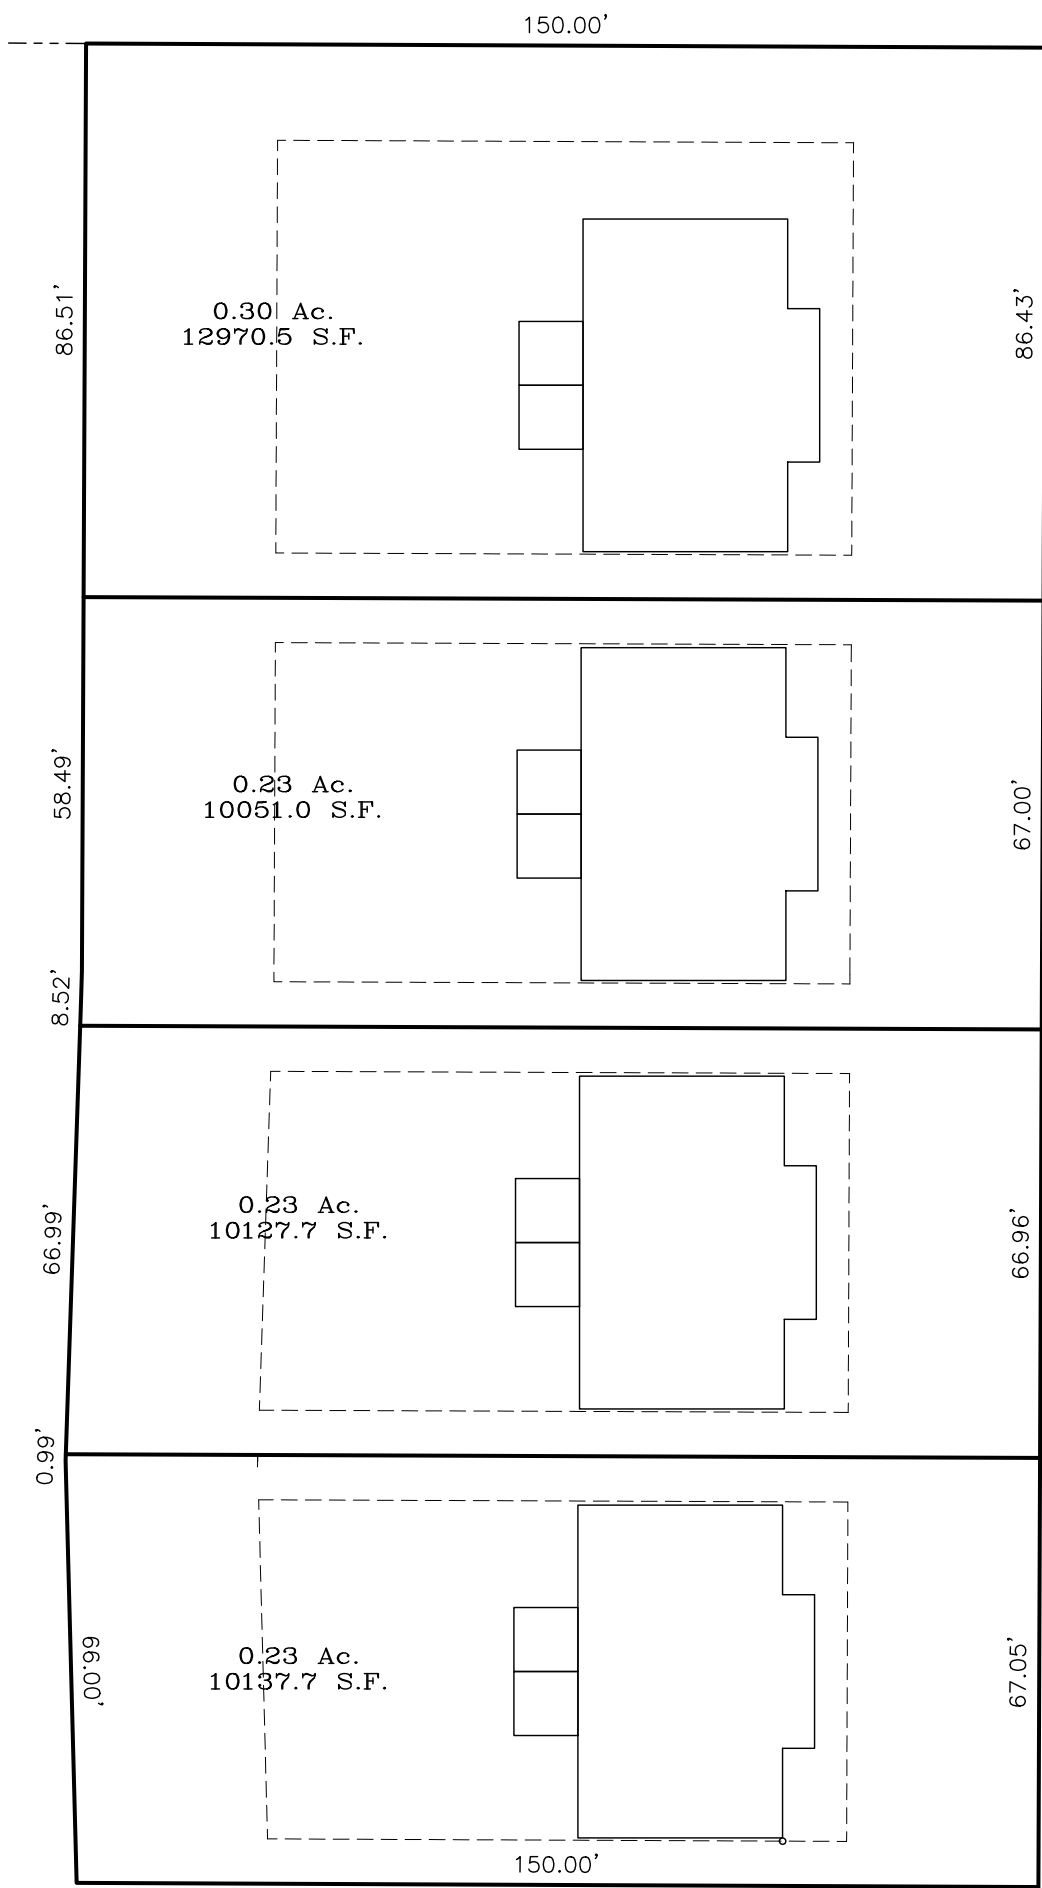 150.00'
86.51'
0.30 Ac.
12970.5 S.F.
86.43'
58.49'
0.23 Ac.
10051.0 S.F.
67.00'
8.52'
66.99'
0.23 Ac.
10127.7 S.F.
66.96'
0.99'
66.00'
0.23 Ac.
10137.7 S.F.
67.05'
150.00'